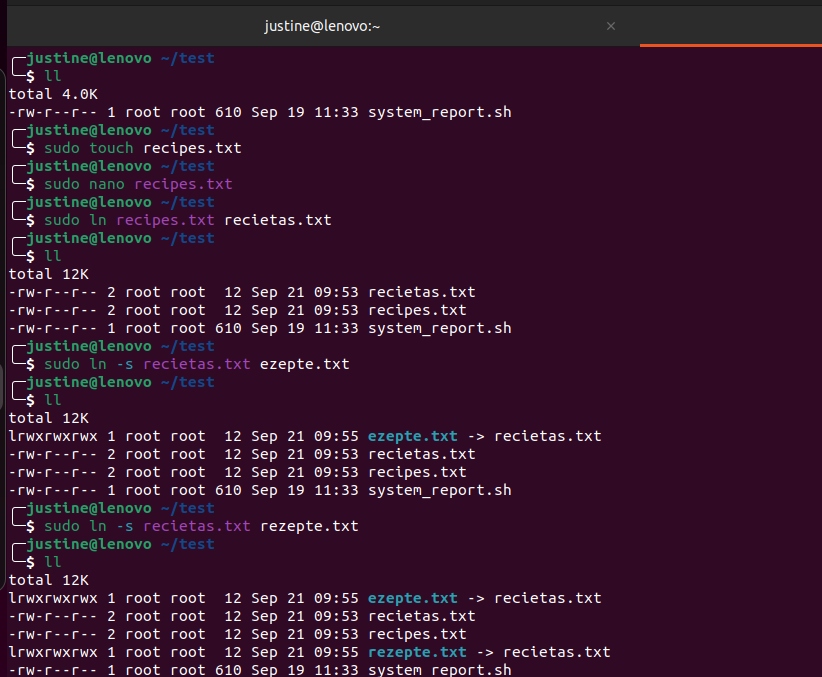 justine@lenovo:~
justine@lenovo ~/test
$ ll
total 4.0K
-rw-r--r-- 1 root root 610 Sep 19 11:33 system_report.sh
justine@lenovo ~/test
$ sudo touch recipes.txt
justine@lenovo ~/test
$ sudo nano recipes.txt
justine@lenovo ~/test
$ sudo ln recipes.txt recietas.txt
justine@lenovo ~/test
$ ll
total 12K
-rw-r--r-- 2 root root  12 Sep 21 09:53 recietas.txt
-rw-r--r-- 2 root root  12 Sep 21 09:53 recipes.txt
-rw-r--r-- 1 root root 610 Sep 19 11:33 system_report.sh
justine@lenovo ~/test
$ sudo ln -s recietas.txt ezepte.txt
justine@lenovo ~/test
$ ll
total 12K
lrwxrwxrwx 1 root root  12 Sep 21 09:55 ezepte.txt -> recietas.txt
-rw-r--r-- 2 root root  12 Sep 21 09:53 recietas.txt
-rw-r--r-- 2 root root  12 Sep 21 09:53 recipes.txt
-rw-r--r-- 1 root root 610 Sep 19 11:33 system_report.sh
justine@lenovo ~/test
$ sudo ln -s recietas.txt rezepte.txt
justine@lenovo ~/test
$ ll
total 12K
lrwxrwxrwx 1 root root  12 Sep 21 09:55 ezepte.txt -> recietas.txt
-rw-r--r-- 2 root root  12 Sep 21 09:53 recietas.txt
-rw-r--r-- 2 root root  12 Sep 21 09:53 recipes.txt
lrwxrwxrwx 1 root root  12 Sep 21 09:55 rezepte.txt -> recietas.txt
-rw-r--r-- 1 root root 610 Sep 19 11:33 system_report.sh